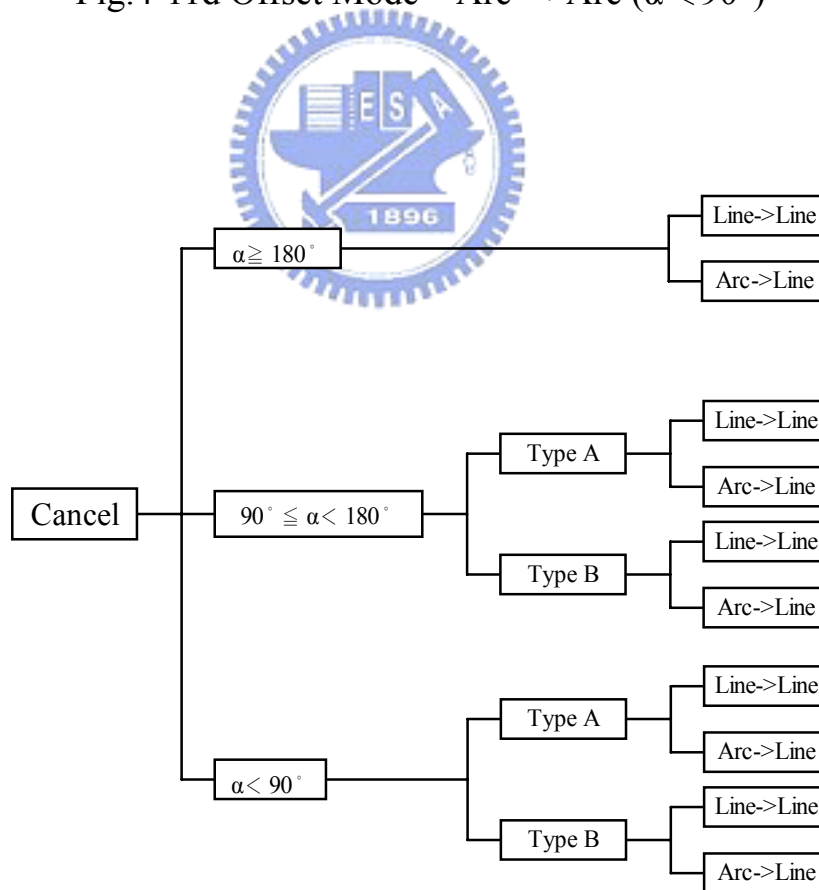 α≧ 180°
Line->Line
Arc->Line
Cancel
90° ≦ α< 180°
Type A
Line->Line
Arc->Line
Type B
Line->Line
Arc->Line
α< 90°
Type A
Line->Line
Arc->Line
Type B
Line->Line
Arc->Line
E S A
1896